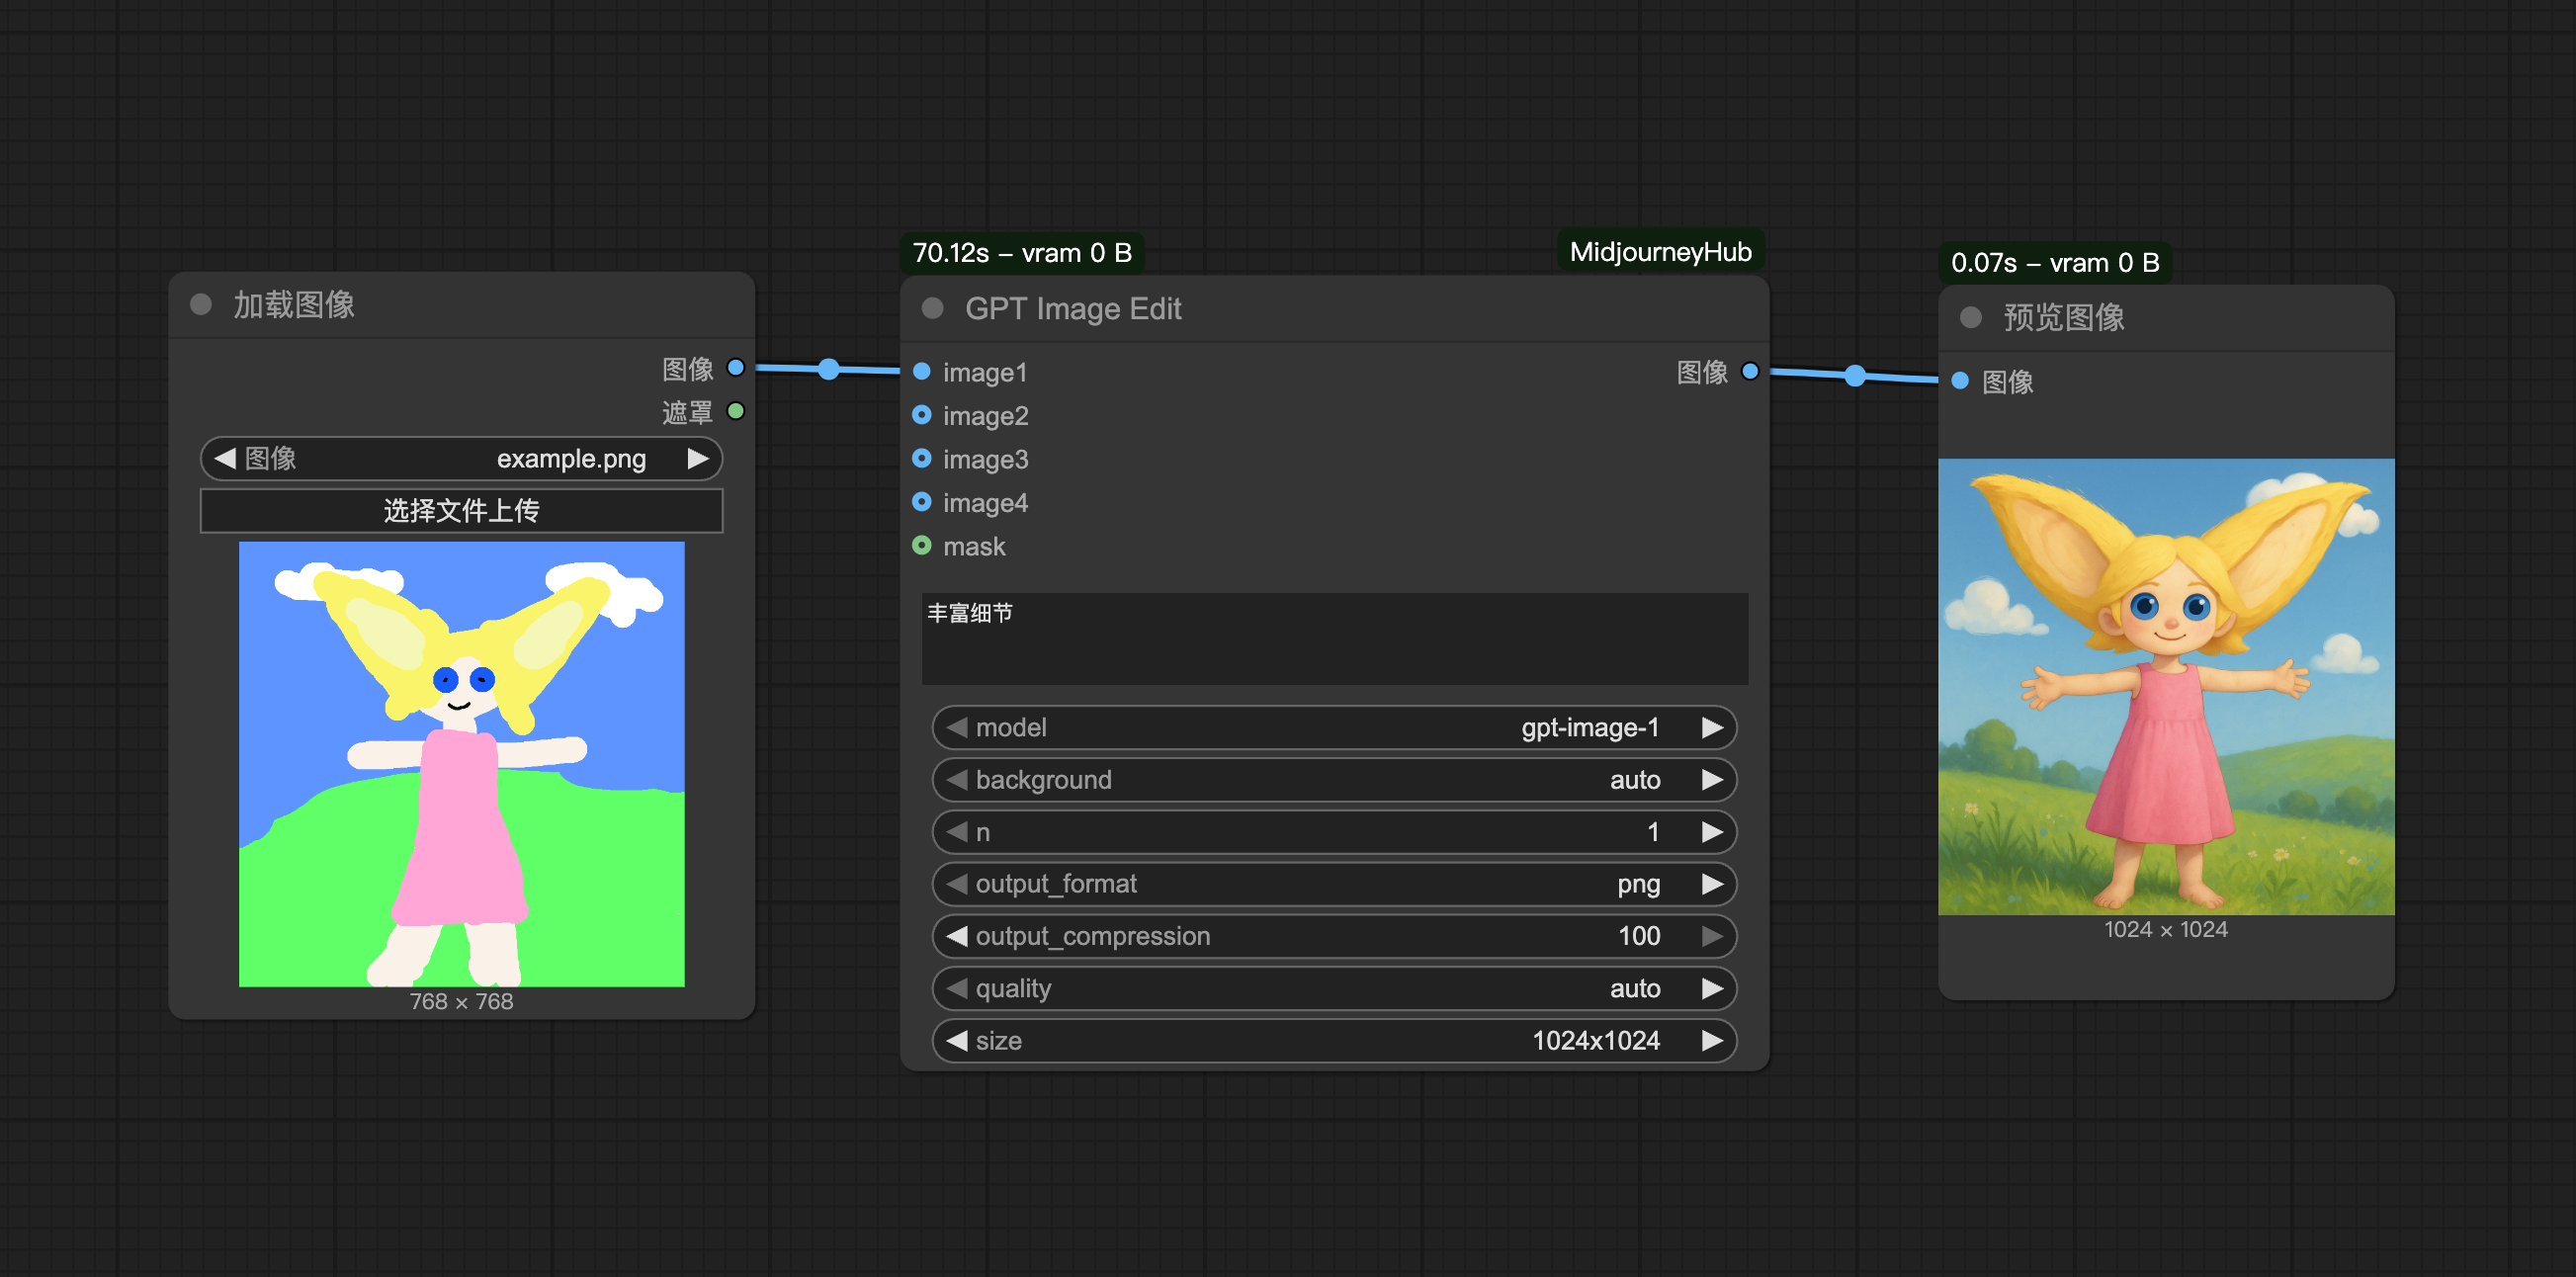 加载图像
图像
遮罩
图像 example.png
选择文件上传
768 × 768
70.12s – vram 0 B
MidjourneyHub
GPT Image Edit
image1
图像
image2
image3
image4
mask
丰富细节
model gpt-image-1
background auto
n 1
output_format png
output_compression 100
quality auto
size 1024x1024
0.07s – vram 0 B
预览图像
图像
1024 × 1024